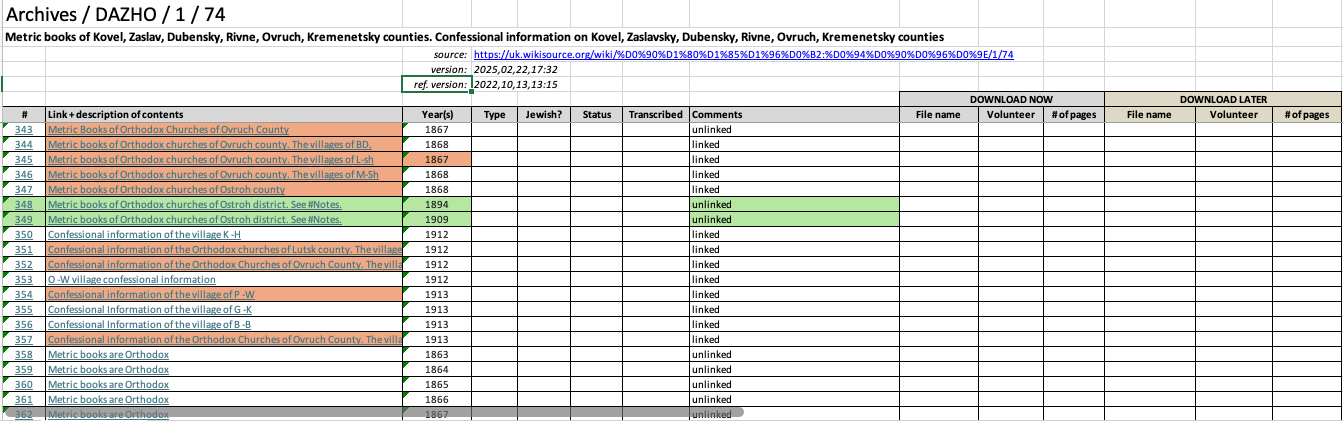 Archives / DAZHO / 1 / 74
Metric books of Kovel, Zaslav, Dubensky, Rivne, Ovruch, Kremenetsky counties. Confessional information on Kovel, Zaslavsky, Dubensky, Rivne, Ovruch, Kremenetsky counties
source: https://uk.wikisource.org/wiki/%D0%90%D1%80%D1%85%D1%96%D0%B2:%D0%94%D0%90%D0%96%D0%9E/1/74
version: 2025,02,22,17:32
ref. version: 2022,10,13,13:15
DOWNLOAD NOW DOWNLOAD LATER
# Link + description of contents Year(s) Type Jewish? Status Transcribed Comments File name Volunteer # of pages File name Volunteer # of pages
343 Metric Books of Orthodox Churches of Ovruch County 1867 unlinked
344 Metric books of Orthodox churches of Ovruch county. The villages of BD. 1868 linked
345 Metric books of Orthodox churches of Ovruch county. The villages of L-sh 1867 linked
346 Metric books of Orthodox churches of Ovruch county. The villages of M-Sh 1868 linked
347 Metric books of Orthodox churches of Ostroh county 1868 linked
348 Metric books of Orthodox churches of Ostroh district. See #Notes. 1894 unlinked
349 Metric books of Orthodox churches of Ostroh district. See #Notes. 1909 unlinked
350 Confessional information of the village K -H 1912 linked
351 Confessional information of the Orthodox churches of Lutsk county. The village 1912 linked
352 Confessional information of the Orthodox Churches of Ovruch County. The villa 1912 linked
353 O -W village confessional information 1912 linked
354 Confessional information of the village of P -W 1913 linked
355 Confessional Information of the village of G -K 1913 linked
356 Confessional Information of the village of B -B 1913 linked
357 Confessional information of the Orthodox Churches of Ovruch County. The villa 1913 linked
358 Metric books are Orthodox 1863 unlinked
359 Metric books are Orthodox 1864 unlinked
360 Metric books are Orthodox 1865 unlinked
361 Metric books are Orthodox 1866 unlinked
362 Metric books are Orthodox 1867 unlinked